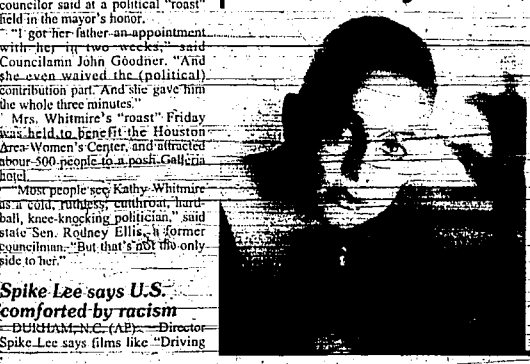 councilor said at a political "roast"
held in the mayor's honor.
"I got her father an appointment
with her in two weeks," said
Councilamn John Goodner. "And
she even waived the (political)
contribution part. And she gave him
the whole three minutes."
Mrs. Whitmire's "roast" Friday
was held to benefit the Houston
Area Women's Center, and attracted
about 500 people to a posh Galleria
hotel.
"Most people see Kathy Whitmire
as a cold, ruthless, cutthroat, hard-
ball, knee-knocking politician," said
state Sen. Rodney Ellis, a former
councilman. "But that's not the only
side to her."
Spike Lee says U.S.
comforted by racism
DURHAM, N.C. (AP) — Director
Spike Lee says films like "Driving